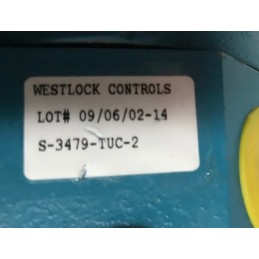 WESTLOCK CONTROLS
LOT# 09/06/02-14
S-3479-TUC-2